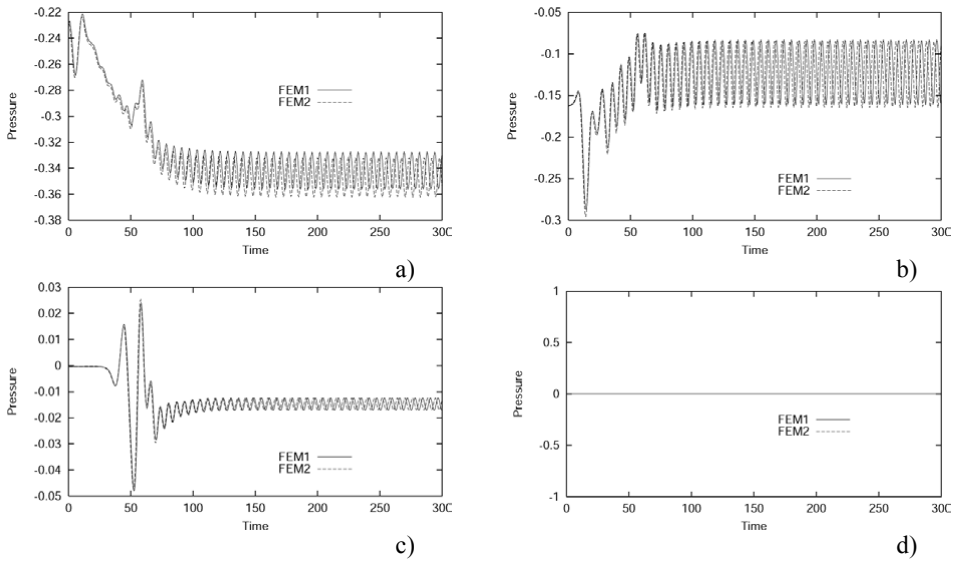 -0.22
-0.24
-0.26
-0.28
-0.3
-0.32
-0.34
-0.36
-0.38
Pressure
FEM1
FEM2
0 50 100 150 200 250 300
Time
a)
-0.05
-0.1
-0.15
-0.2
-0.25
-0.3
Pressure
FEM1
FEM2
0 50 100 150 200 250 300
Time
b)
0.03
0.02
0.01
0
-0.01
-0.02
-0.03
-0.04
-0.05
Pressure
FEM1
FEM2
0 50 100 150 200 250 300
Time
c)
1
0.5
0
-0.5
-1
Pressure
FEM1
FEM2
0 50 100 150 200 250 300
Time
d)